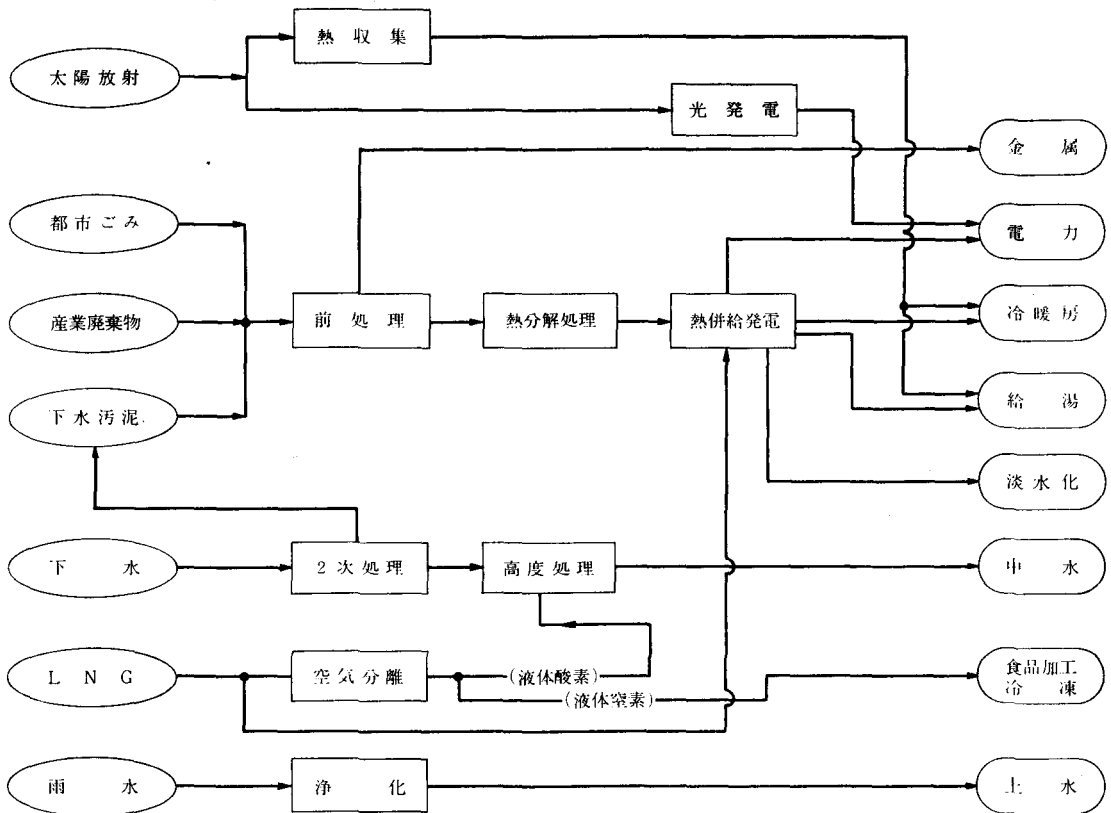 太陽放射
熱収集
光発電
金属
都市ごみ
電力
産業廃棄物
前処理
熱分解処理
熱併給発電
冷暖房
下水汚泥
給湯
淡水化
下水
2次処理
高度処理
中水
LNG
空気分離
(液体酸素)
(液体窒素)
食品加工
冷凍
雨水
浄化
上水